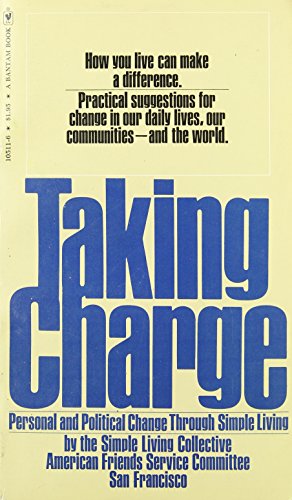 How you live can make
a difference.
Practical suggestions for
change in our daily lives, our
communities—and the world.
10511-6 * $1.95 * A BANTAM BOOK
Taking
Charge
Personal and Political Change Through Simple Living
by the Simple Living Collective
American Friends Service Committee
San Francisco